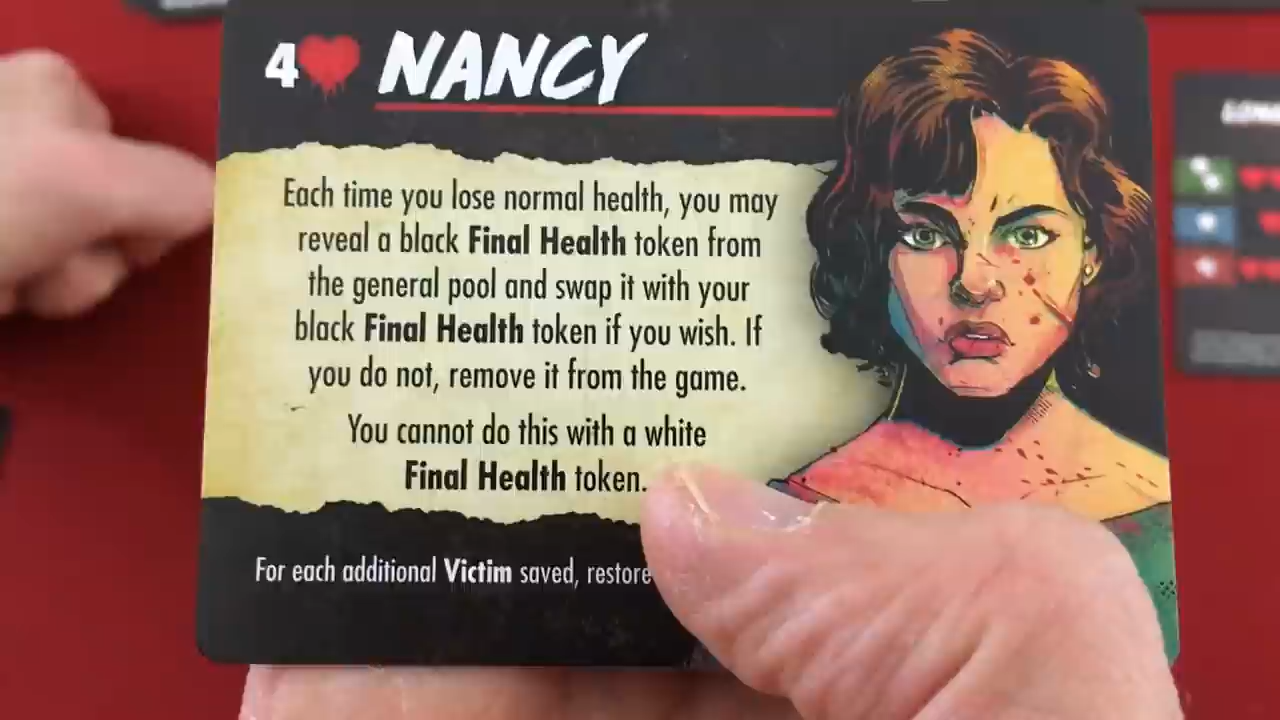 4 NANCY
Each time you lose normal health, you may
reveal a black Final Health token from
the general pool and swap it with your
black Final Health token if you wish. If
you do not, remove it from the game.
You cannot do this with a white
Final Health token.
For each additional Victim saved, restore